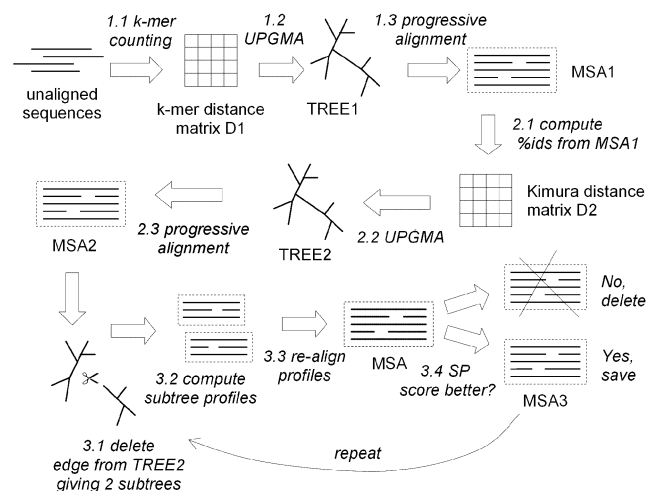 1.1 k-mer
counting
1.2
UPGMA
1.3 progressive
alignment
unaligned
sequences
k-mer distance
matrix D1
TREE1
MSA1
2.1 compute
%ids from MSA1
Kimura distance
matrix D2
2.2 UPGMA
TREE2
2.3 progressive
alignment
MSA2
3.1 delete
edge from TREE2
giving 2 subtrees
3.2 compute
subtree profiles
3.3 re-align
profiles
MSA
3.4 SP
score better?
No,
delete
Yes,
save
MSA3
repeat